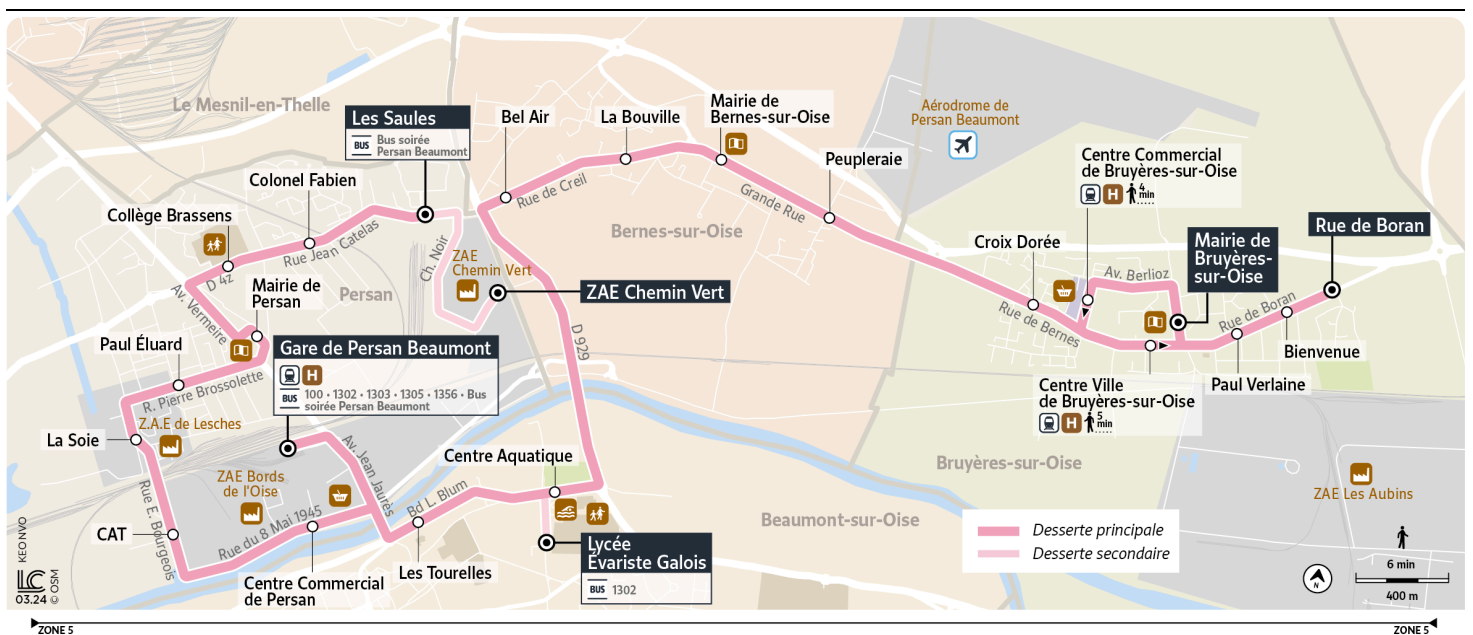 Le Mesnil-en-Thelle
Les Saules
BUS Bus soirée
Persan Beaumont
Bel Air
La Bouville
Mairie de
Bernes-sur-Oise
Aérodrome de
Persan Beaumont
Peupleraie
Centre Commercial
de Bruyères-sur-Oise
H 4
min
Colonel Fabien
Rue de Creil
Grande Rue
Collège Brassens
Rue Jean Catelas
Bernes-sur-Oise
Croix Dorée
Mairie de
Bruyères-
sur-Oise
Rue de Boran
D 4z
Ch. Noir
ZAE
Chemin Vert
Av. Berlioz
Mairie de
Persan
Persan
ZAE Chemin Vert
Av. Vermeire
Rue de Bernes
Rue de Boran
D 929
Paul Éluard
Gare de Persan Beaumont
H
BUS 100 • 1302 • 1303 • 1305 • 1356 • Bus
soirée Persan Beaumont
Bienvenue
Centre Ville
de Bruyères-sur-Oise
H 5
min
Paul Verlaine
R. Pierre Brossolette
Z.A.E de Lesches
La Soie
Av. Jean Jaurès
Centre Aquatique
Bruyères-sur-Oise
ZAE Bords
de l'Oise
Bd L. Blum
ZAE Les Aubins
Rue E. Bourgeois
Rue du 8 Mai 1945
Beaumont-sur-Oise
CAT
Desserte principale
Desserte secondaire
Lycée
Évariste Galois
BUS 1302
Les Tourelles
Centre Commercial
de Persan
KEO NVO
LC
03.24 © OSM
N
6 min
400 m
ZONE 5
ZONE 5